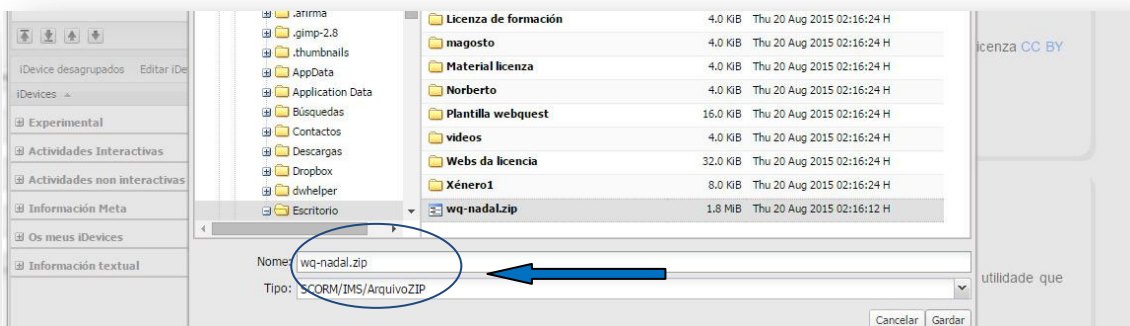 .afirma
.gimp-2.8
.thumbnails
AppData
Application Data
Búsquedas
Contactos
Descargas
Dropbox
dwhelper
Escritorio
Licenza de formación 4.0 KiB Thu 20 Aug 2015 02:16:24 H
magosto 4.0 KiB Thu 20 Aug 2015 02:16:24 H
Material licenza 4.0 KiB Thu 20 Aug 2015 02:16:24 H
Norberto 4.0 KiB Thu 20 Aug 2015 02:16:24 H
Plantilla webquest 16.0 KiB Thu 20 Aug 2015 02:16:24 H
videos 4.0 KiB Thu 20 Aug 2015 02:16:24 H
Webs da licencia 32.0 KiB Thu 20 Aug 2015 02:16:24 H
Xénero1 8.0 KiB Thu 20 Aug 2015 02:16:24 H
wq-nadal.zip 1.8 MiB Thu 20 Aug 2015 02:16:12 H
iDevice desagrupados Editar iDe
iDevices
Experimental
Actividades Interactivas
Actividades non interactivas
Información Meta
Os meus iDevices
Información textual
Nome: wq-nadal.zip
Tipo: SCORM/IMS/ArquivoZIP
Cancelar Gardar
icenza CC BY
utilidade que